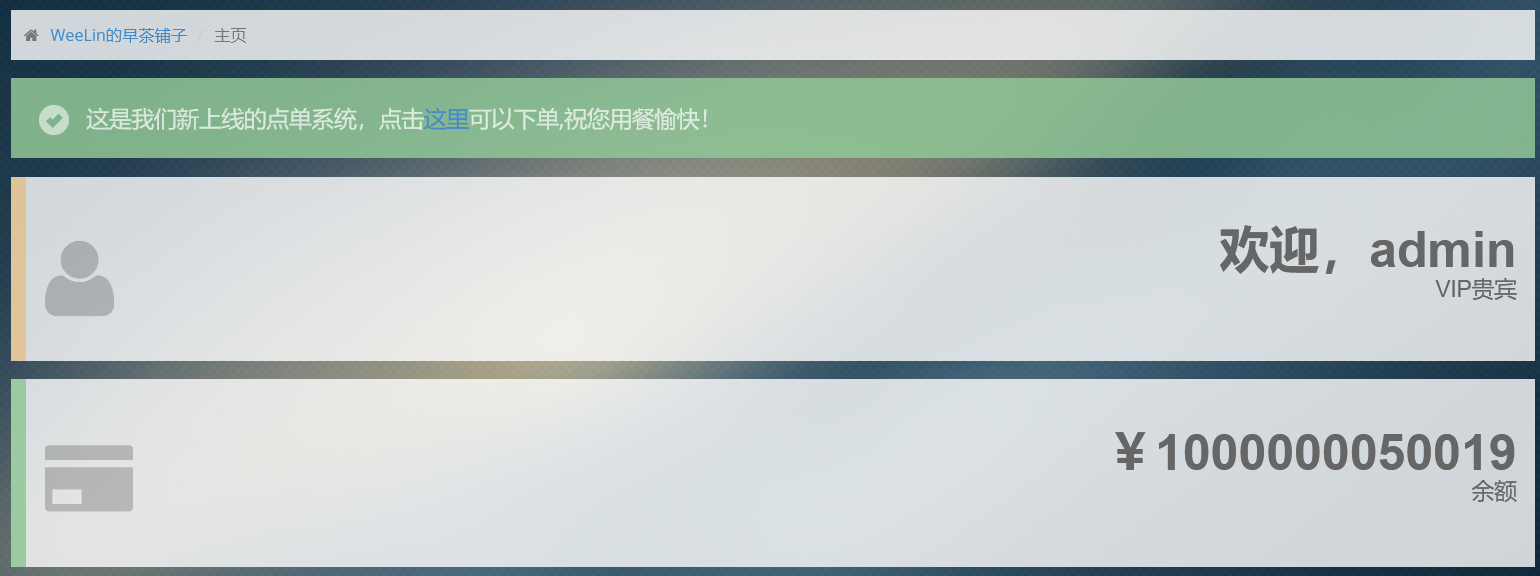 WeeLin的早茶铺子 / 主页
这是我们新上线的点单系统，点击这里可以下单,祝您用餐愉快！
欢迎，admin
VIP贵宾
￥1000000050019
余额